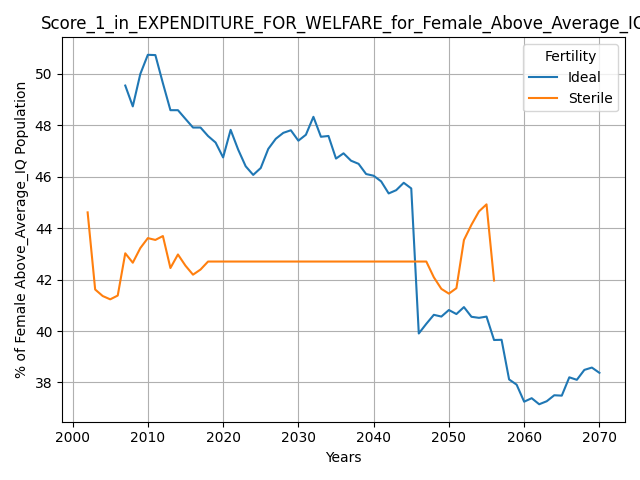 Score_1_in_EXPENDITURE_FOR_WELFARE_for_Female_Above_Average_IQ
Fertility
Ideal
Sterile
% of Female Above_Average_IQ Population
50
48
46
44
42
40
38
2000 2010 2020 2030 2040 2050 2060 2070
Years